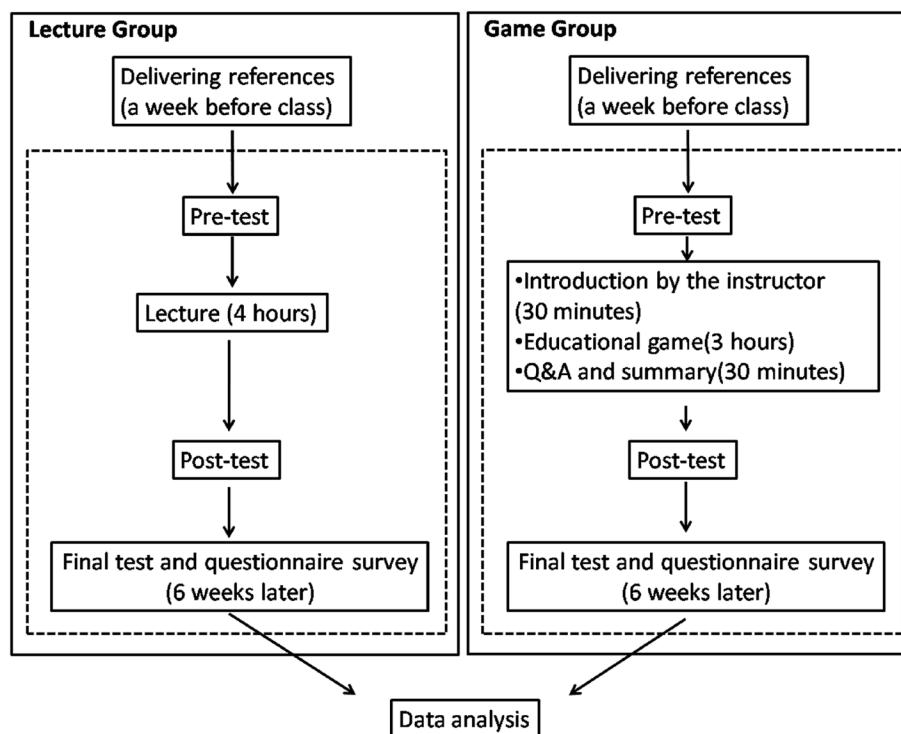 Lecture Group
Delivering references
(a week before class)
Pre-test
Lecture (4 hours)
Post-test
Final test and questionnaire survey
(6 weeks later)
Game Group
Delivering references
(a week before class)
Pre-test
•Introduction by the instructor
(30 minutes)
•Educational game(3 hours)
•Q&A and summary(30 minutes)
Post-test
Final test and questionnaire survey
(6 weeks later)
Data analysis